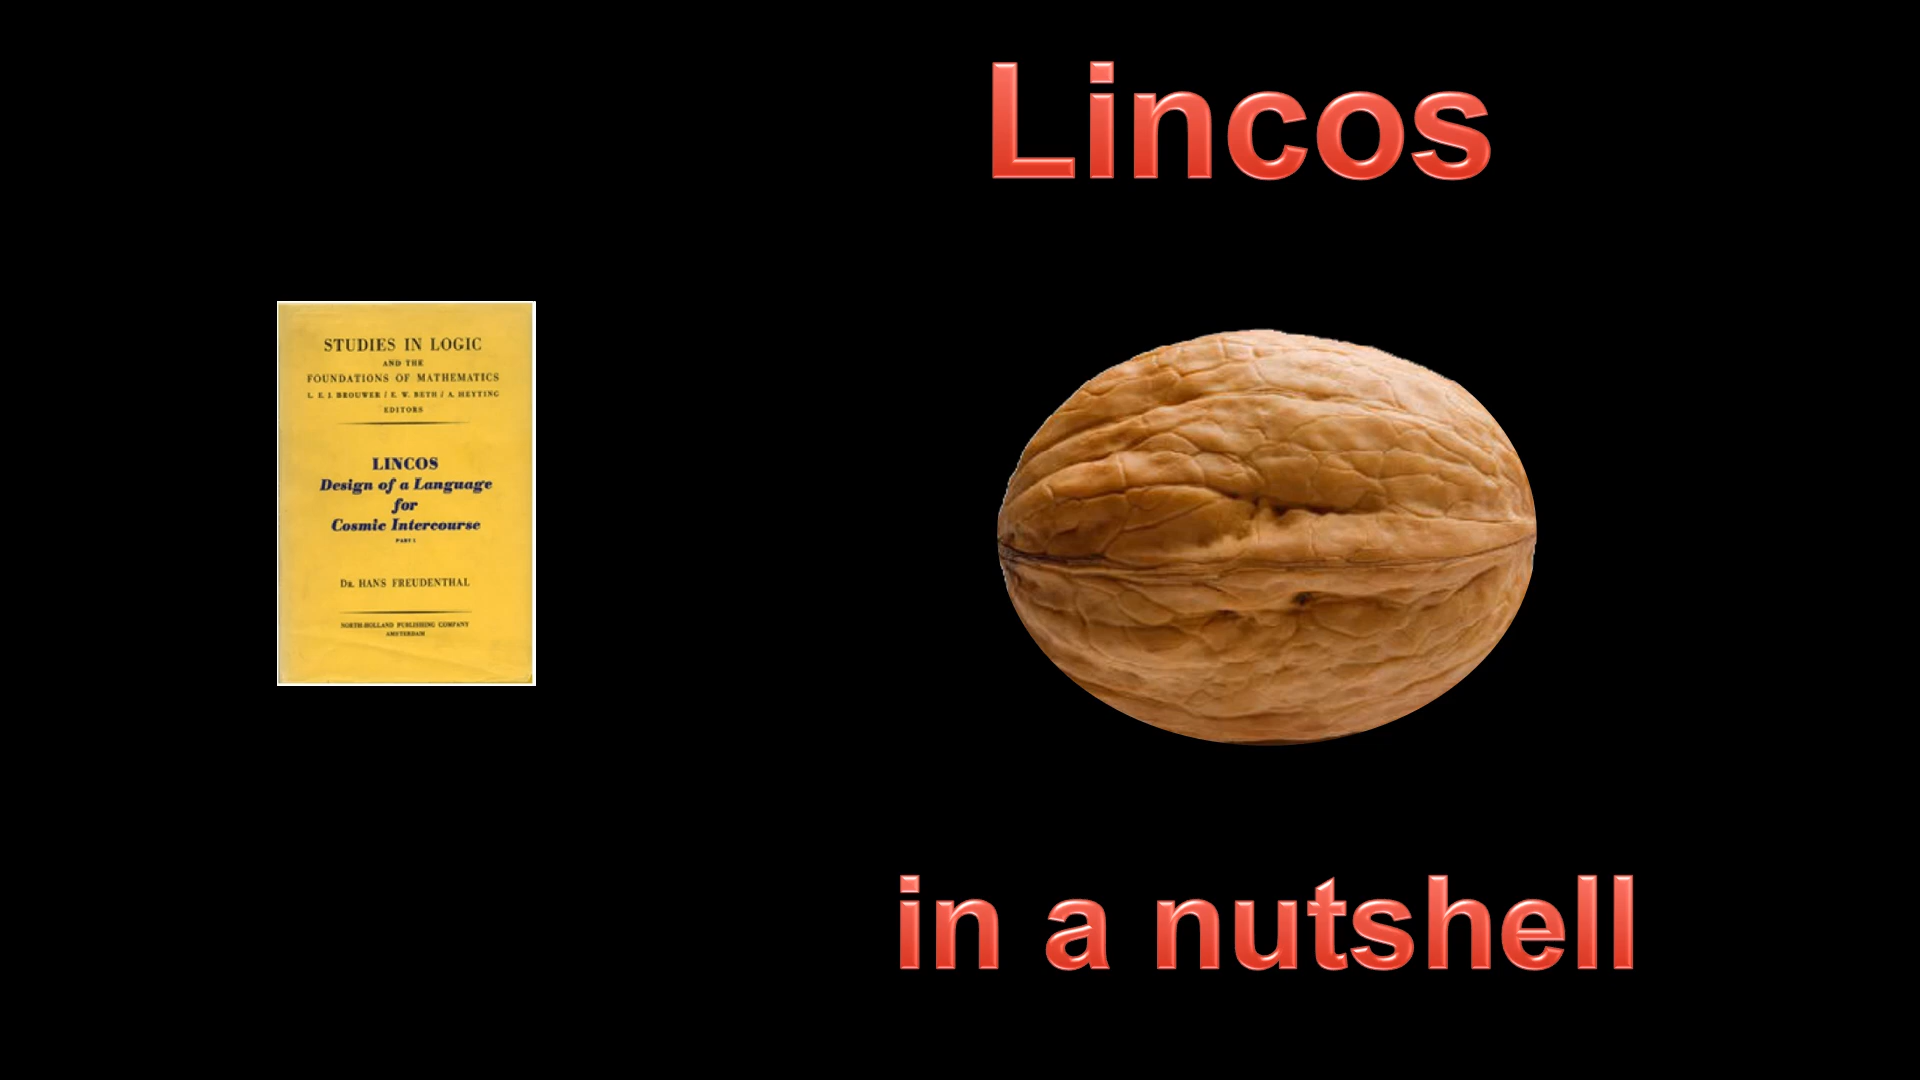 Lincos
STUDIES IN LOGIC
AND THE
FOUNDATIONS OF MATHEMATICS
L. E. J. BROUWER / E. W. BETH / A. HEYTING
EDITORS
LINCOS
Design of a Language
for
Cosmic Intercourse
PART I
DR. HANS FREUDENTHAL
NORTH-HOLLAND PUBLISHING COMPANY
AMSTERDAM
in a nutshell